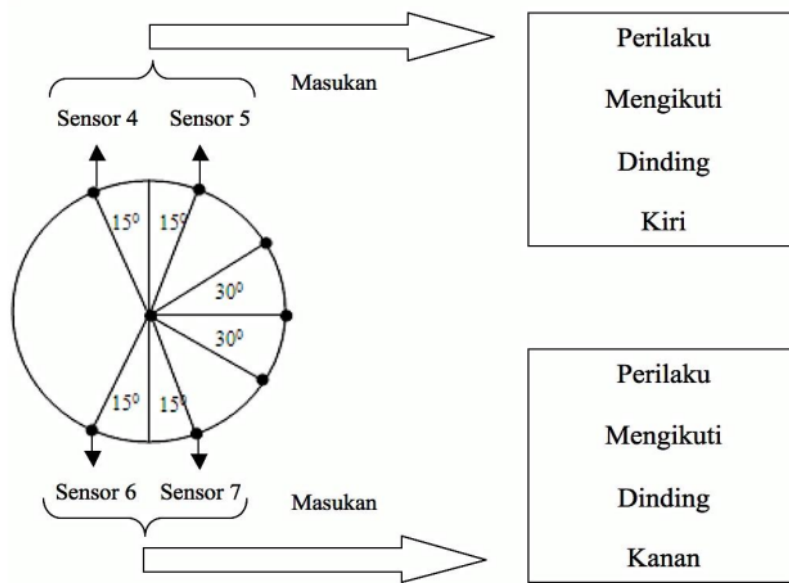 Masukan
Perilaku
Mengikuti
Dinding
Kiri
Sensor 4 Sensor 5
15⁰ 15⁰
30⁰
30⁰
15⁰ 15⁰
Sensor 6 Sensor 7
Masukan
Perilaku
Mengikuti
Dinding
Kanan